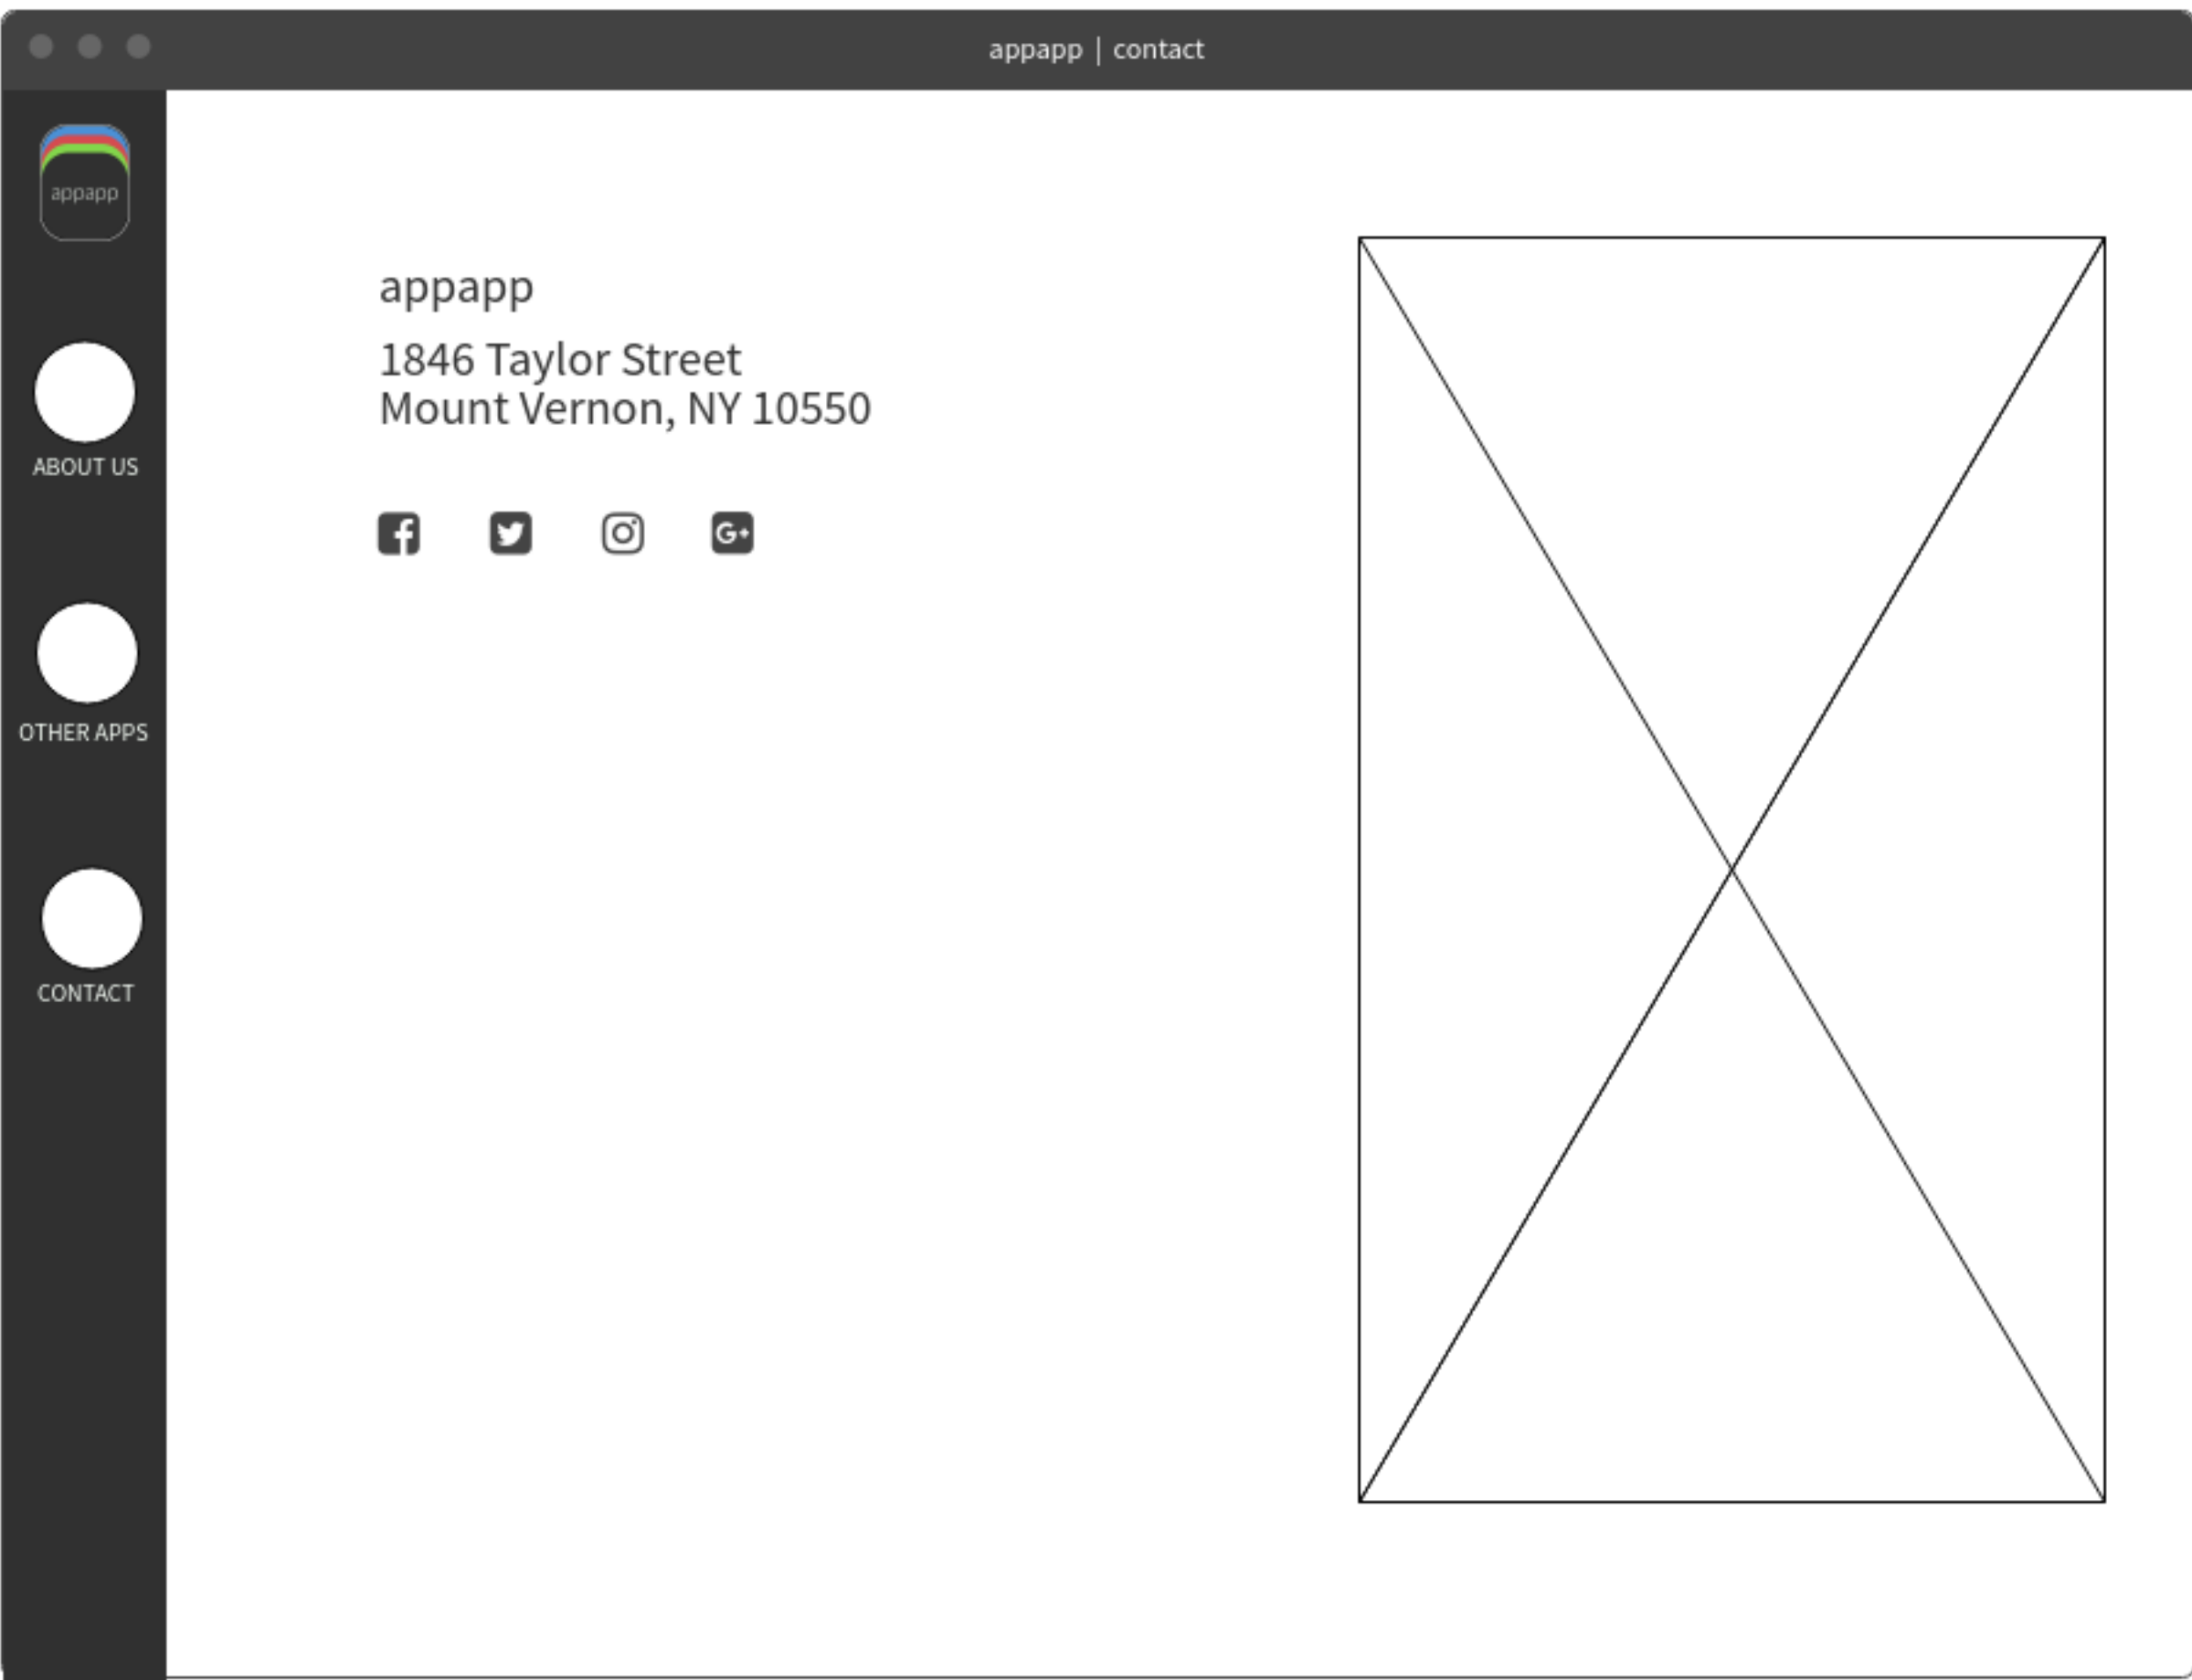 appapp | contact
appapp
ABOUT US
OTHER APPS
CONTACT
appapp
1846 Taylor Street
Mount Vernon, NY 10550
G+